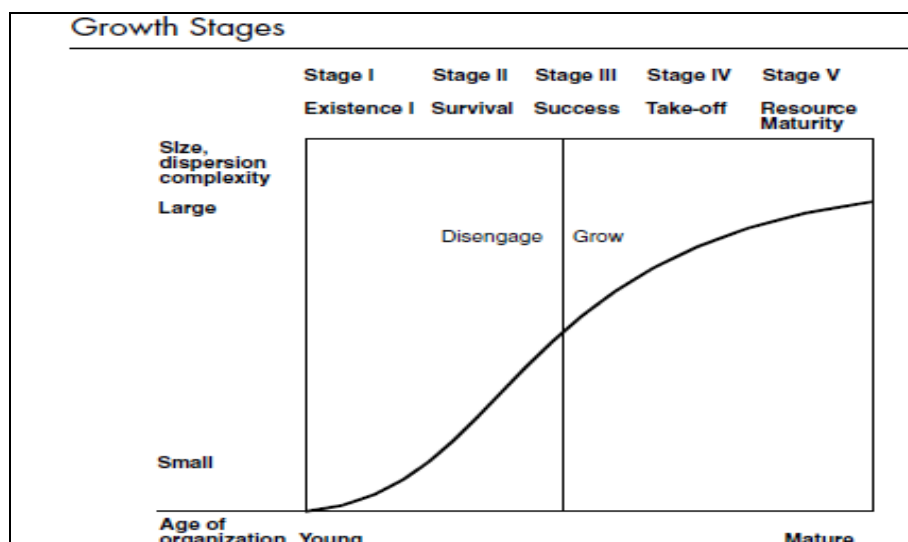 Growth Stages
Stage I Stage II Stage III Stage IV Stage V
Existence I Survival Success Take-off Resource
Maturity
SIze,
dispersion
complexity
Large
Disengage Grow
Small
Age of
organization Young Mature